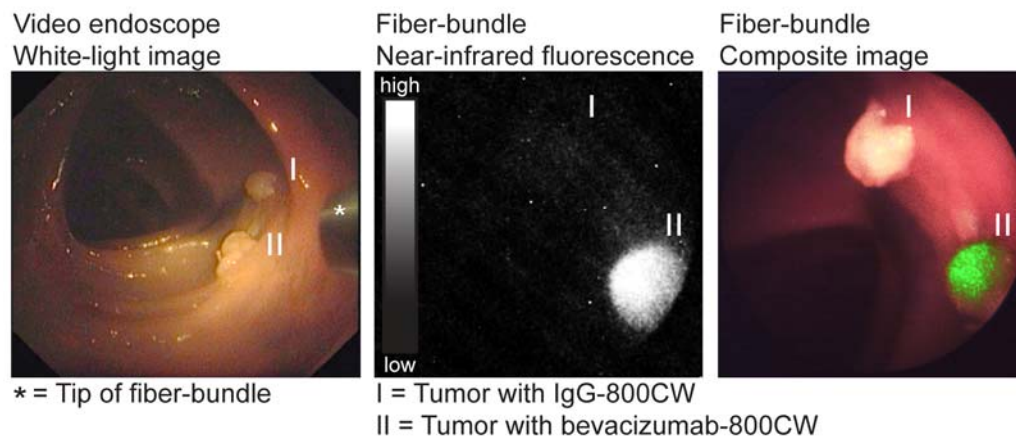 Video endoscope
White-light image
Fiber-bundle
Near-infrared fluorescence
Fiber-bundle
Composite image
I
*
II
high
low
I
II
I
II
* = Tip of fiber-bundle
I = Tumor with IgG-800CW
II = Tumor with bevacizumab-800CW